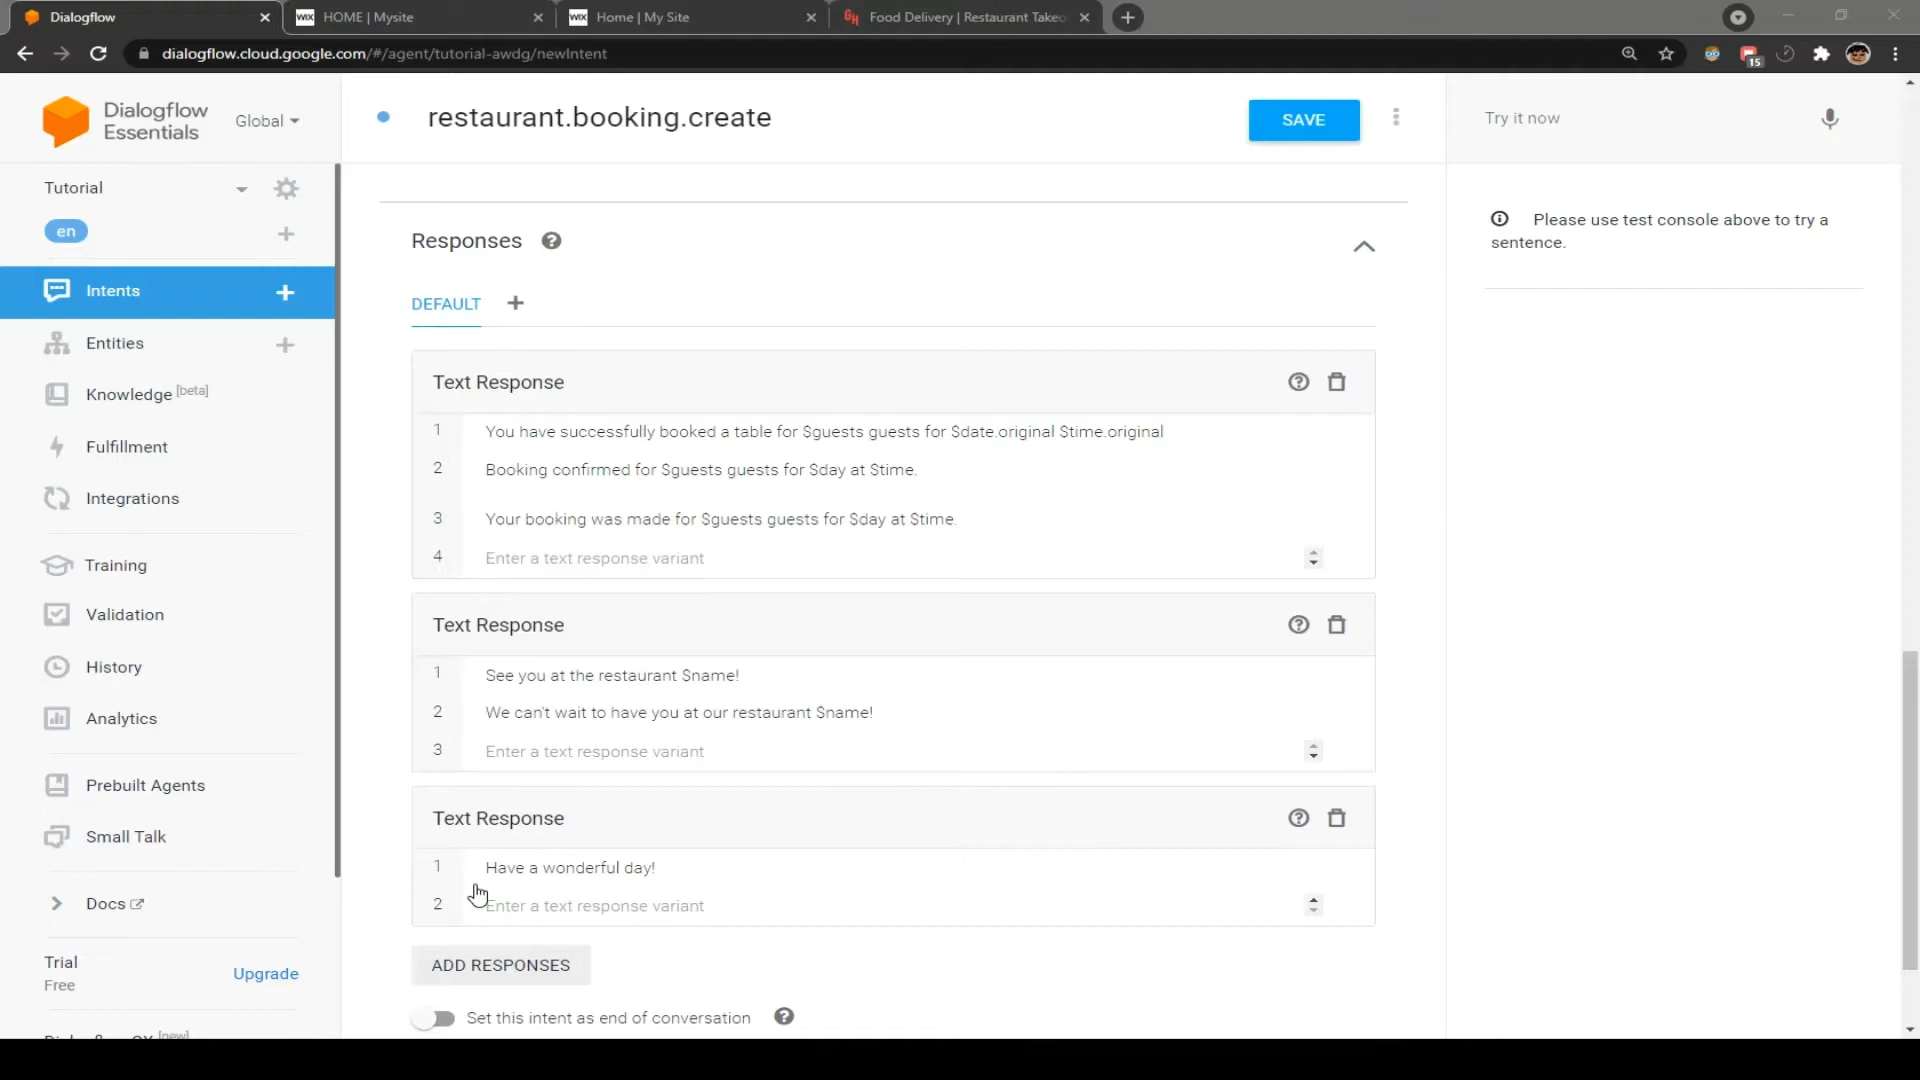 Dialogflow
WIX HOME | Mysite
WIX Home | My Site
Food Delivery | Restaurant Takeo
dialogflow.cloud.google.com/#/agent/tutorial-awdg/newIntent
15
Dialogflow
Essentials
Global
restaurant.booking.create
SAVE
Try it now
Tutorial
en
Please use test console above to try a
sentence.
Intents
Entities
Knowledge [beta]
Fulfillment
Integrations
Training
Validation
History
Analytics
Prebuilt Agents
Small Talk
Docs
Trial
Free
Upgrade
[new]
Responses
DEFAULT
Text Response
1 You have successfully booked a table for $guests guests for $date.original $time.original
2 Booking confirmed for $guests guests for $day at $time.
3 Your booking was made for $guests guests for $day at $time.
4 Enter a text response variant
Text Response
1 See you at the restaurant $name!
2 We can't wait to have you at our restaurant $name!
3 Enter a text response variant
Text Response
1 Have a wonderful day!
2 Enter a text response variant
ADD RESPONSES
Set this intent as end of conversation